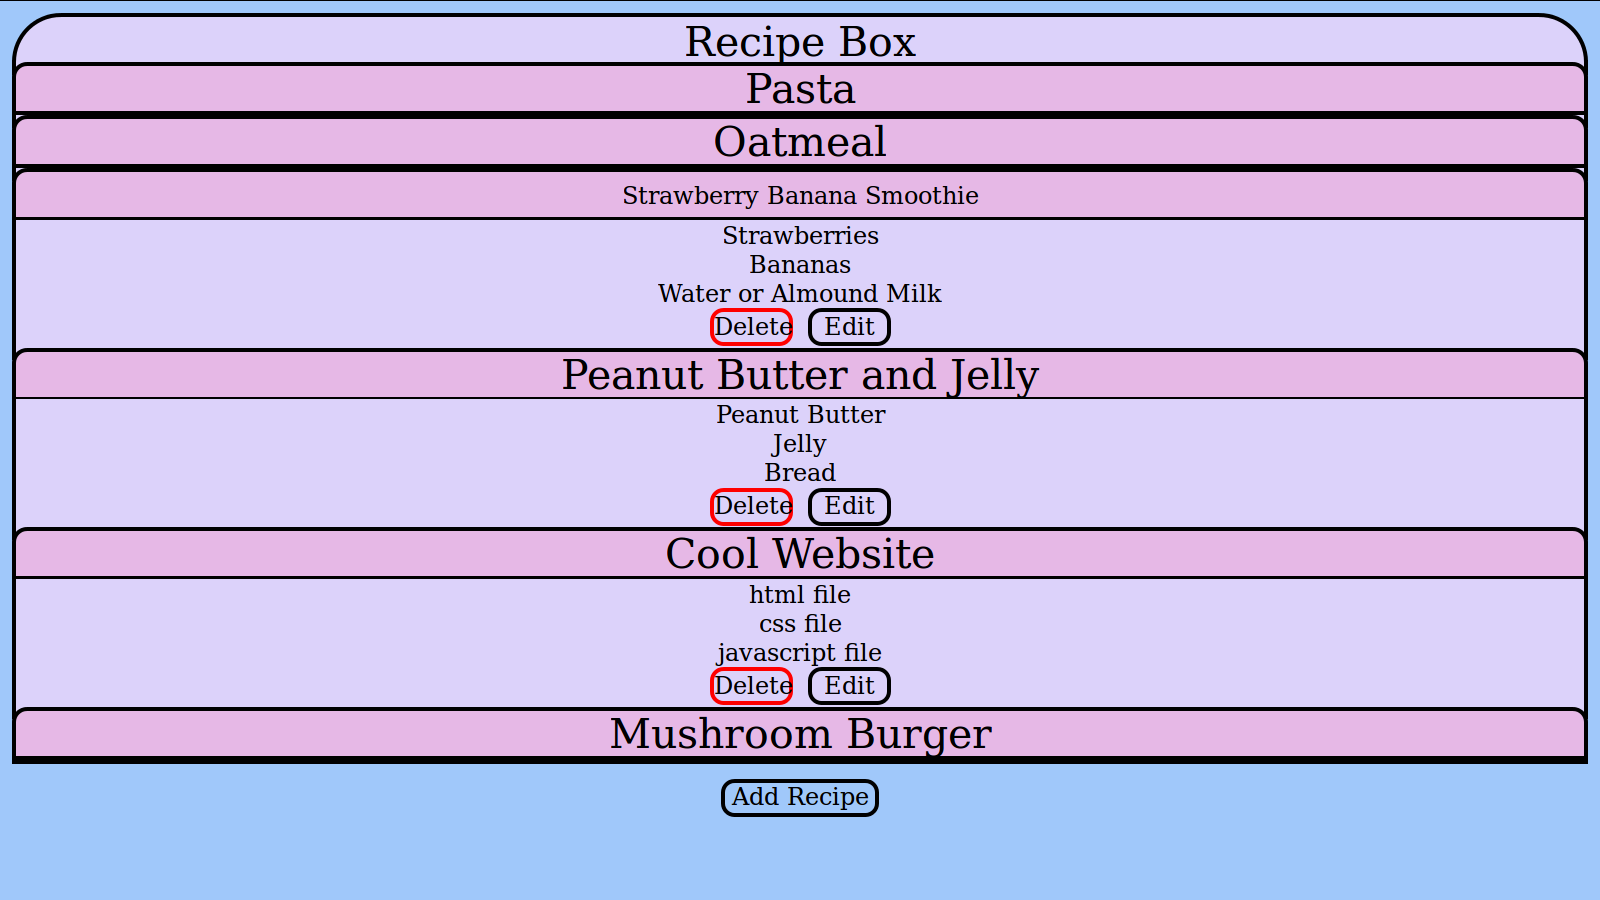 Recipe Box
Pasta
Oatmeal
Strawberry Banana Smoothie
Strawberries
Bananas
Water or Almound Milk
Delete Edit
Peanut Butter and Jelly
Peanut Butter
Jelly
Bread
Delete Edit
Cool Website
html file
css file
javascript file
Delete Edit
Mushroom Burger
Add Recipe